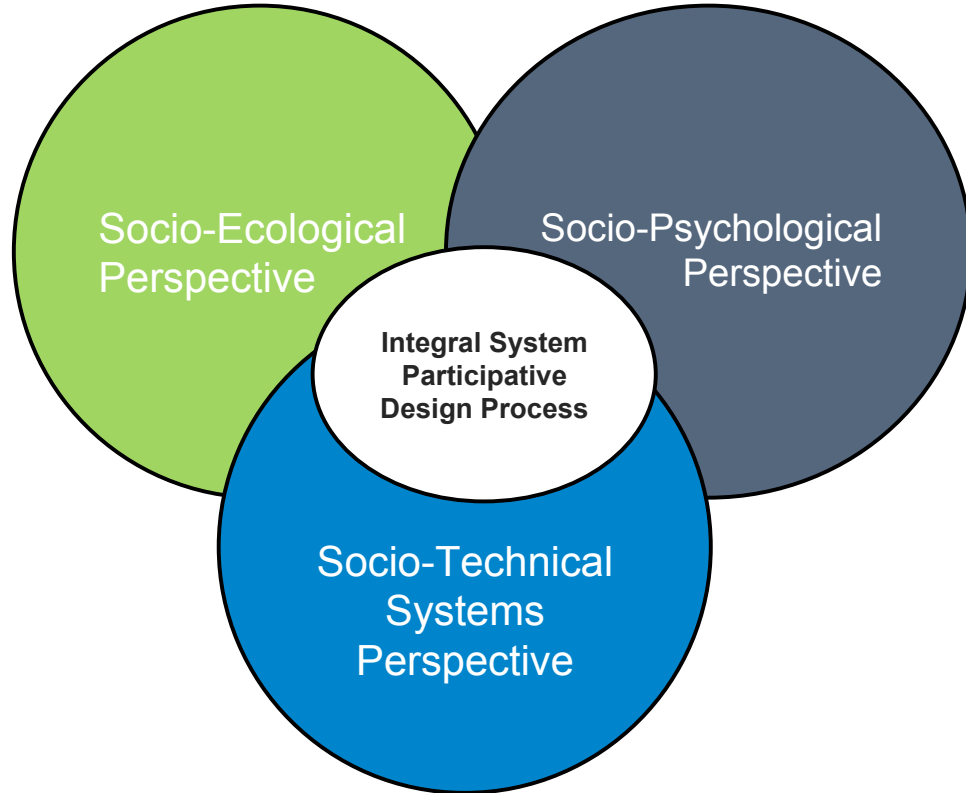 Socio-Ecological
Perspective
Socio-Psychological
Perspective
Integral System
Participative
Design Process
Socio-Technical
Systems
Perspective